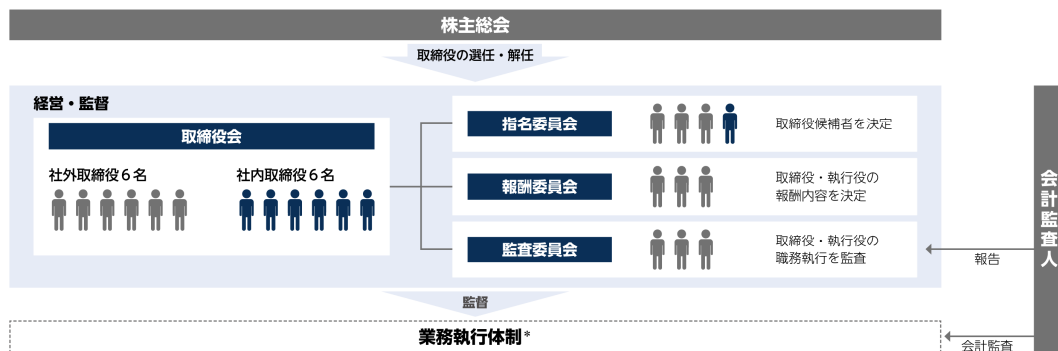 株主総会
取締役の選任・解任
経営・監督
取締役会
社外取締役6名
社内取締役6名
指名委員会
取締役候補者を決定
報酬委員会
取締役・執行役の
報酬内容を決定
監査委員会
取締役・執行役の
職務執行を監査
会計監査人
報告
監督
業務執行体制*
会計監査